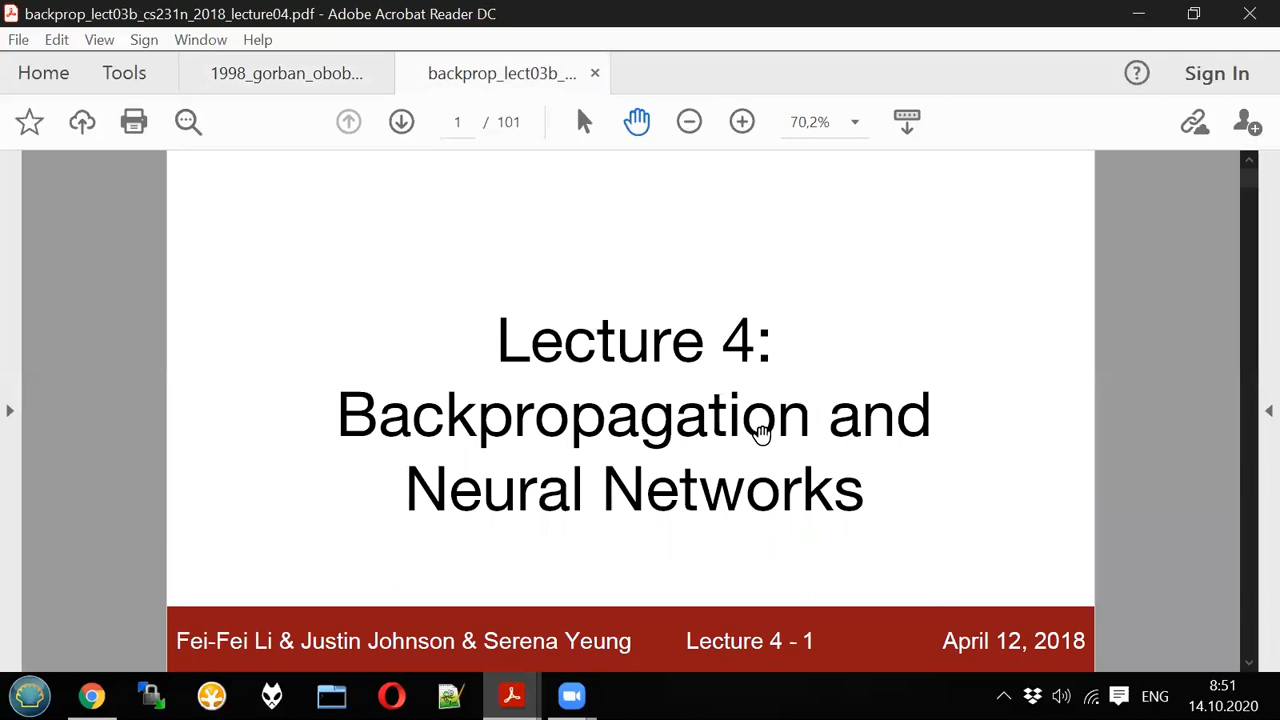 backprop_lect03b_cs231n_2018_lecture04.pdf - Adobe Acrobat Reader DC
File Edit View Sign Window Help
Home Tools 1998_gorban_obob... backprop_lect03b_... Sign In
1 / 101 70,2%
Lecture 4:
Backpropagation and
Neural Networks
Fei-Fei Li & Justin Johnson & Serena Yeung Lecture 4 - 1 April 12, 2018
ENG 8:51
14.10.2020